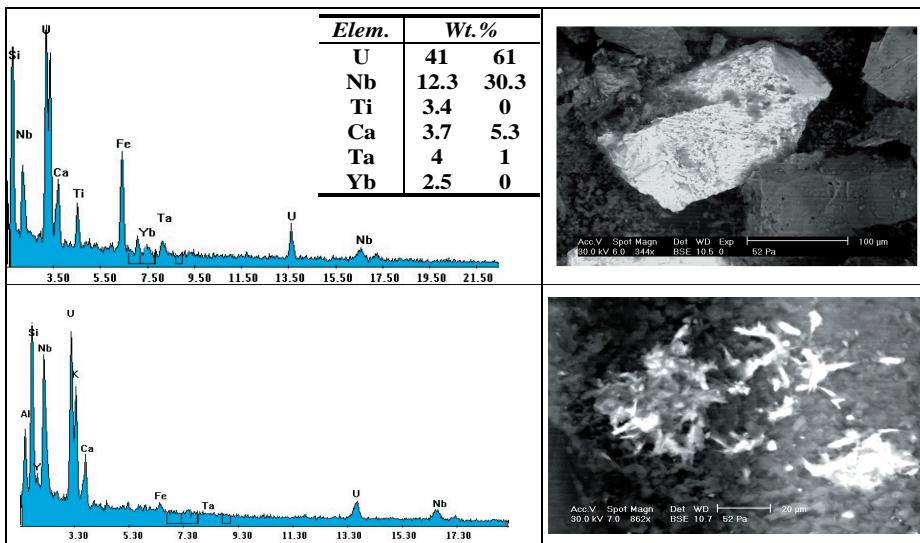 Si
U
Nb
Ca
Ti
Fe
Yb
Ta
U
Nb
3.50 5.50 7.50 9.50 11.50 13.50 15.50 17.50 19.50 21.50
Elem. Wt.%
U 41 61
Nb 12.3 30.3
Ti 3.4 0
Ca 3.7 5.3
Ta 4 1
Yb 2.5 0
Acc.V Spot Magn Det WD Exp
30.0 kV 6.0 344x BSE 10.5 0 52 Pa
100 µm
Al
Si
Y
Nb
U
K
Ca
Fe
Ta
U
Nb
3.30 5.30 7.30 9.30 11.30 13.30 15.30 17.30
Acc.V Spot Magn Det WD
30.0 kV 7.0 862x BSE 10.7 52 Pa
20 µm